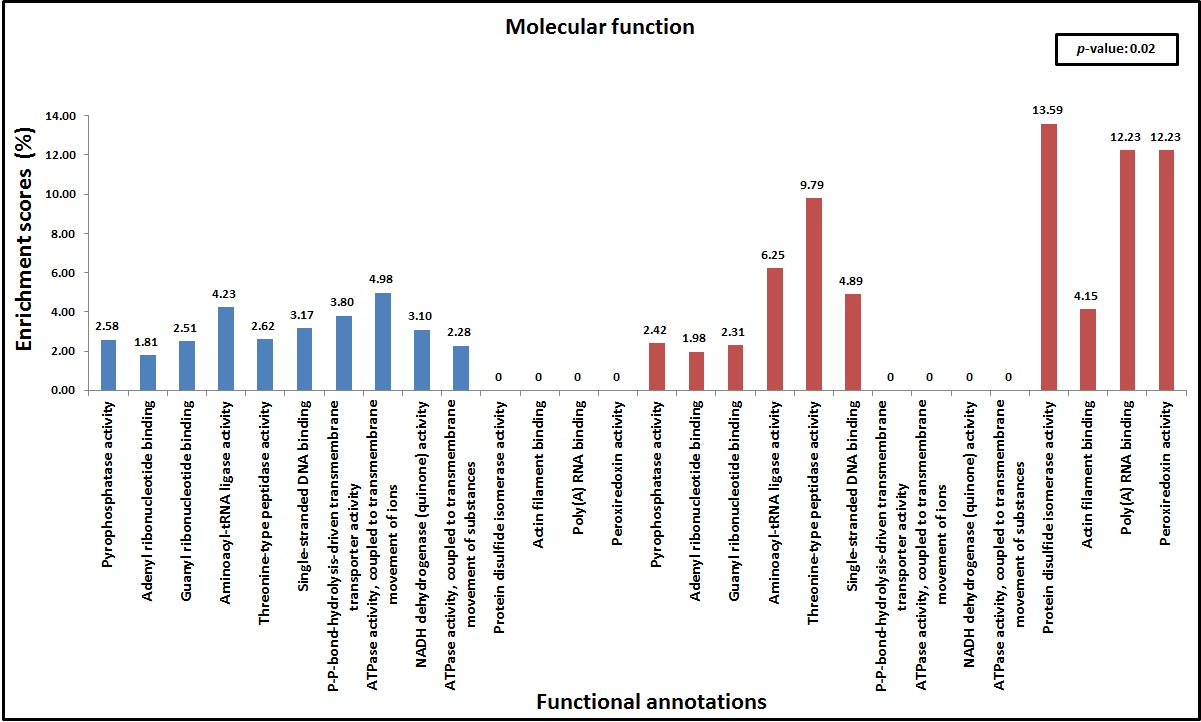 Molecular function
p-value: 0.02
Enrichment scores (%)
14.00
12.00
10.00
8.00
6.00
4.00
2.00
0.00
2.58
1.81
2.51
4.23
2.62
3.17
3.80
4.98
3.10
2.28
0
0
0
0
2.42
1.98
2.31
6.25
9.79
4.89
0
0
0
0
13.59
4.15
12.23
12.23
Pyrophosphatase activity
Adenyl ribonucleotide binding
Guanyl ribonucleotide binding
Aminoacyl-tRNA ligase activity
Threonine-type peptidase activity
Single-stranded DNA binding
P-P-bond-hydrolysis-driven transmembrane
transporter activity
ATPase activity, coupled to transmembrane
movement of ions
NADH dehydrogenase (quinone) activity
ATPase activity, coupled to transmembrane
movement of substances
Protein disulfide isomerase activity
Actin filament binding
Poly(A) RNA binding
Peroxiredoxin activity
Pyrophosphatase activity
Adenyl ribonucleotide binding
Guanyl ribonucleotide binding
Aminoacyl-tRNA ligase activity
Threonine-type peptidase activity
Single-stranded DNA binding
P-P-bond-hydrolysis-driven transmembrane
transporter activity
ATPase activity, coupled to transmembrane
movement of ions
NADH dehydrogenase (quinone) activity
ATPase activity, coupled to transmembrane
movement of substances
Protein disulfide isomerase activity
Actin filament binding
Poly(A) RNA binding
Peroxiredoxin activity
Functional annotations